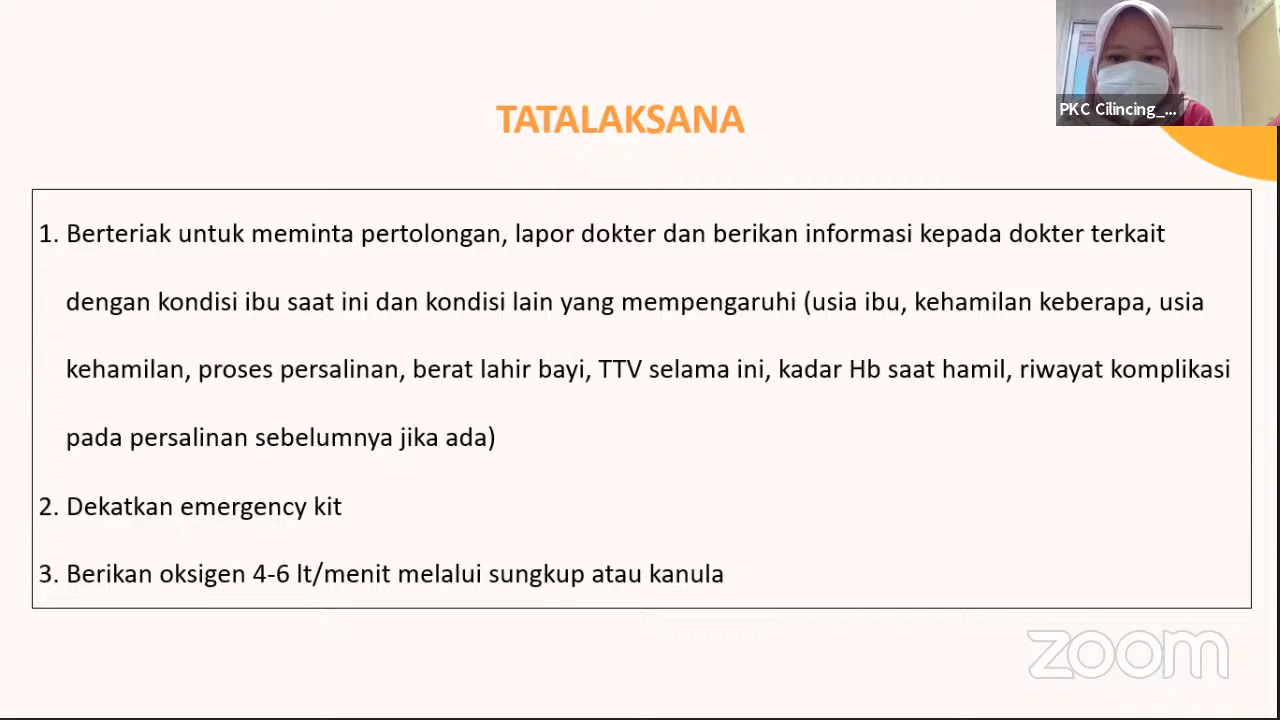 PKC Cilincing_...
TATALAKSANA
1. Berteriak untuk meminta pertolongan, lapor dokter dan berikan informasi kepada dokter terkait
dengan kondisi ibu saat ini dan kondisi lain yang mempengaruhi (usia ibu, kehamilan keberapa, usia
kehamilan, proses persalinan, berat lahir bayi, TTV selama ini, kadar Hb saat hamil, riwayat komplikasi
pada persalinan sebelumnya jika ada)
2. Dekatkan emergency kit
3. Berikan oksigen 4-6 lt/menit melalui sungkup atau kanula
zoom